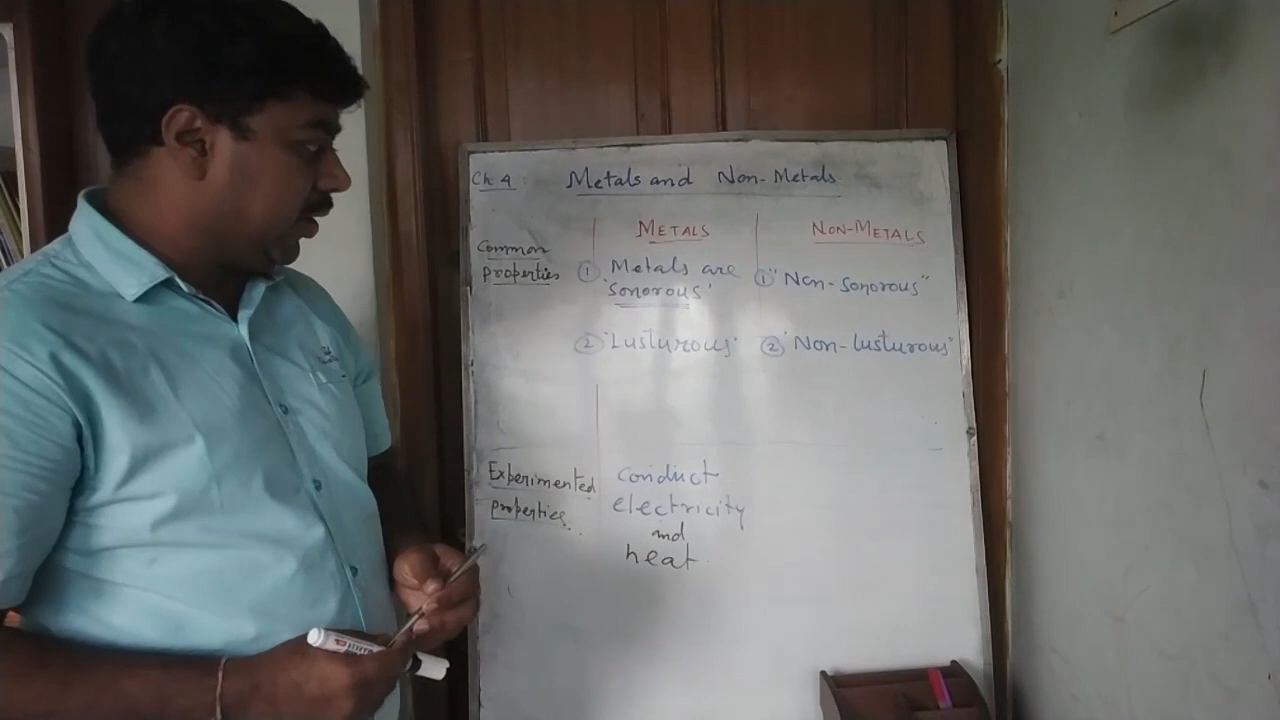 Ch 4: Metals and Non-Metals
METALS
NON-METALS
Common
properties
① Metals are
'sonorous'
① "Non-sonorous"
② 'Lusturous'
② 'Non-lusturous'
Experimented
properties.
conduct
electricity
and
heat.